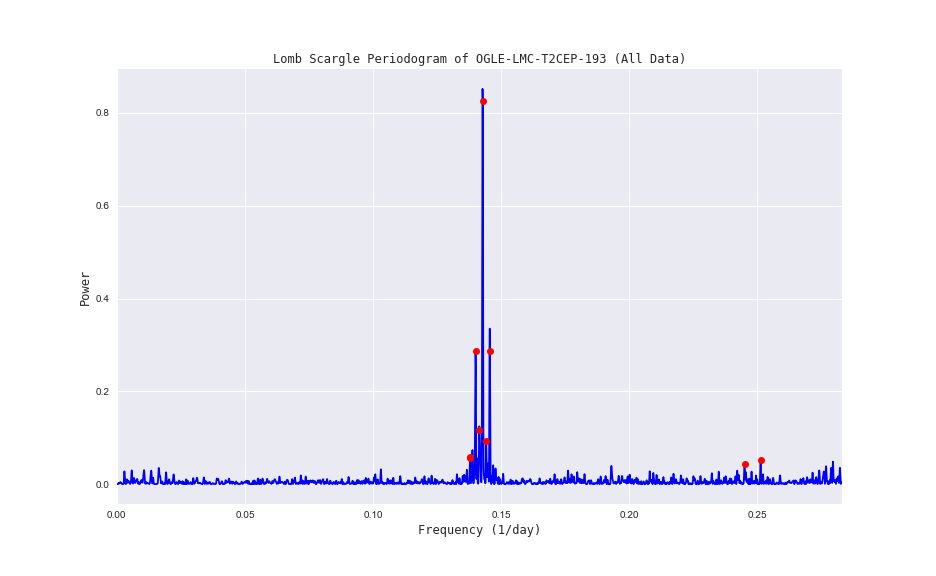 Lomb Scargle Periodogram of OGLE-LMC-T2CEP-193 (All Data)
0.8
0.6
0.4
0.2
0.0
Power
0.00 0.05 0.10 0.15 0.20 0.25
Frequency (1/day)